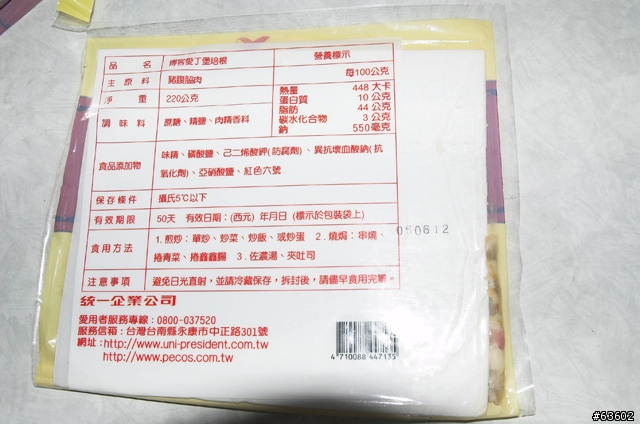 品名 博客愛丁堡培根 營養標示
主原料 豬腹脇肉 每100公克
淨重 220公克 熱量 448 大卡
蛋白質 10 公克
脂肪 44 公克
調味料 蔗糖、精鹽、肉精香料 碳水化合物 3 公克
鈉 550毫克
食品添加物 味精、磷酸鹽、己二烯酸鉀(防腐劑)、異抗壞血酸鈉(抗
氧化劑)、亞硝酸鹽、紅色六號
保存條件 攝氏5℃以下
有效期限 50天 有效日期:(西元) 年月日 (標示於包裝袋上)
050612
食用方法 1.煎炒:單炒、炒菜、炒飯、或炒蛋 2.燒焗:串燒、
捲青菜、捲鑫鑫腸 3.佐濃湯、夾吐司
注意事項 避免日光直射,並請冷藏保存,拆封後,請儘早食用完畢。
統一企業公司
愛用者服務專線:0800-037520
服務信箱:台灣台南縣永康市中正路301號
網址:http://www.uni-president.com.tw
http://www.pecos.com.tw
4710088447135
#63602